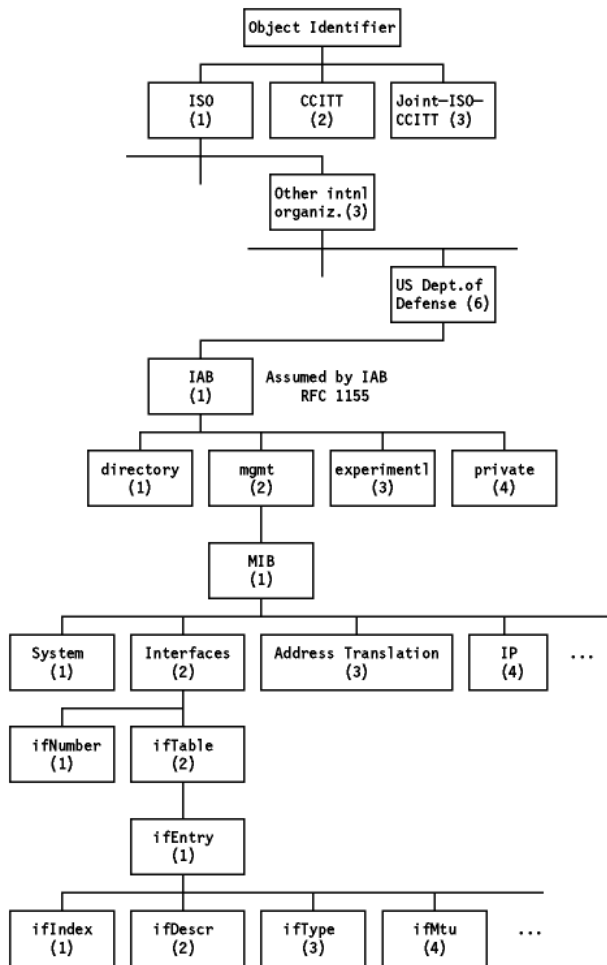 Object Identifier
ISO
(1)
CCITT
(2)
Joint-ISO-
CCITT (3)
Other intnl
organiz.(3)
US Dept.of
Defense (6)
IAB
(1)
Assumed by IAB
RFC 1155
directory
(1)
mgmt
(2)
experimentl
(3)
private
(4)
MIB
(1)
System
(1)
Interfaces
(2)
Address Translation
(3)
IP
(4)
...
ifNumber
(1)
ifTable
(2)
ifEntry
(1)
ifIndex
(1)
ifDescr
(2)
ifType
(3)
ifMtu
(4)
...